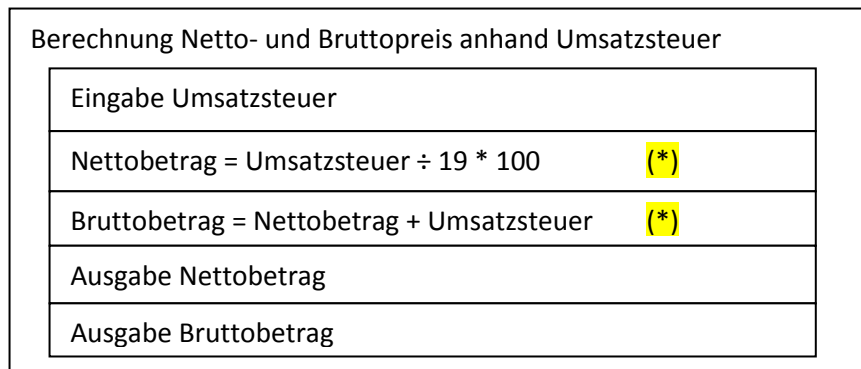 Berechnung Netto- und Bruttopreis anhand Umsatzsteuer
Eingabe Umsatzsteuer
Nettobetrag = Umsatzsteuer ÷ 19 * 100 (*)
Bruttobetrag = Nettobetrag + Umsatzsteuer (*)
Ausgabe Nettobetrag
Ausgabe Bruttobetrag